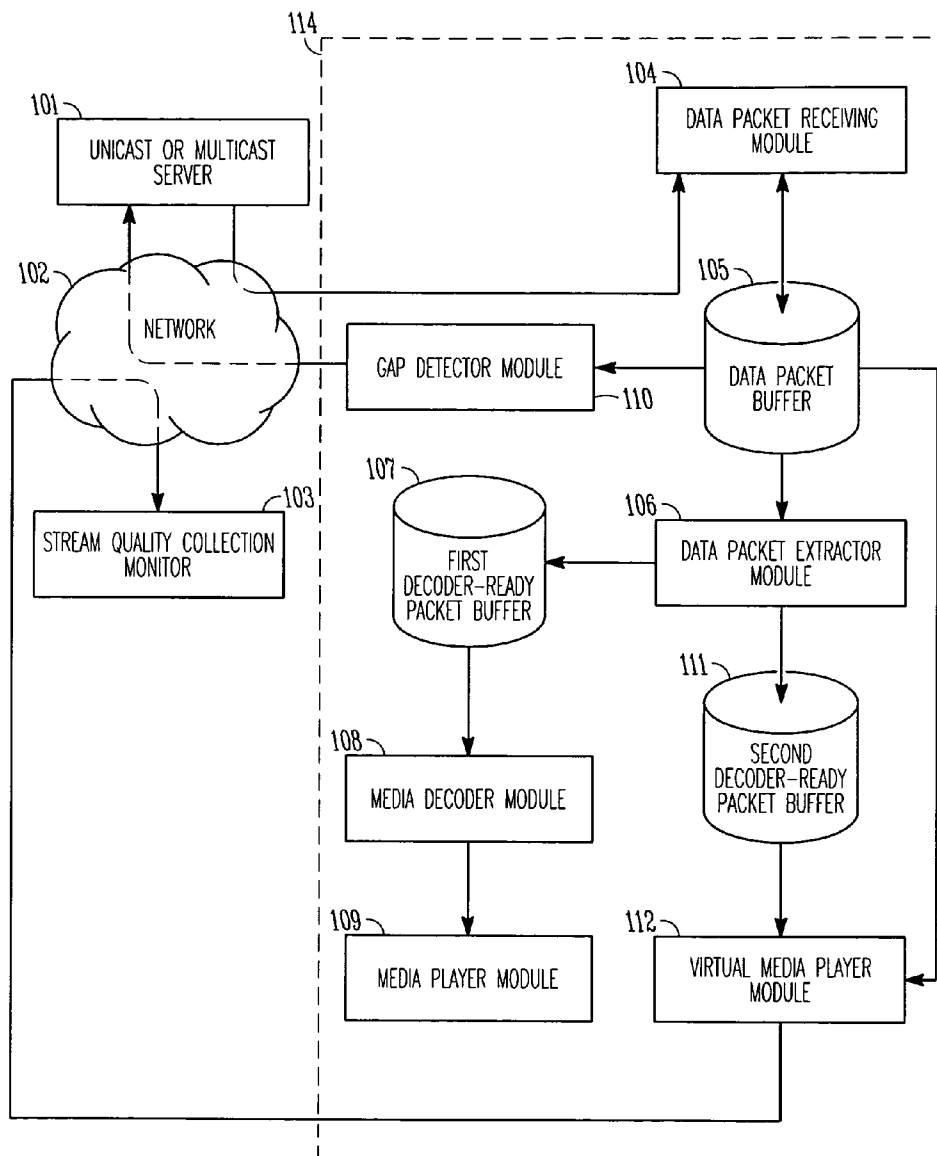 114
104
DATA PACKET RECEIVING
MODULE
101
UNICAST OR MULTICAST
SERVER
102
NETWORK
105
DATA PACKET
BUFFER
GAP DETECTOR MODULE
110
107
FIRST
DECODER-READY
PACKET BUFFER
106
DATA PACKET EXTRACTOR
MODULE
103
STREAM QUALITY COLLECTION
MONITOR
111
SECOND
DECODER-READY
PACKET BUFFER
108
MEDIA DECODER MODULE
109
MEDIA PLAYER MODULE
112
VIRTUAL MEDIA PLAYER
MODULE